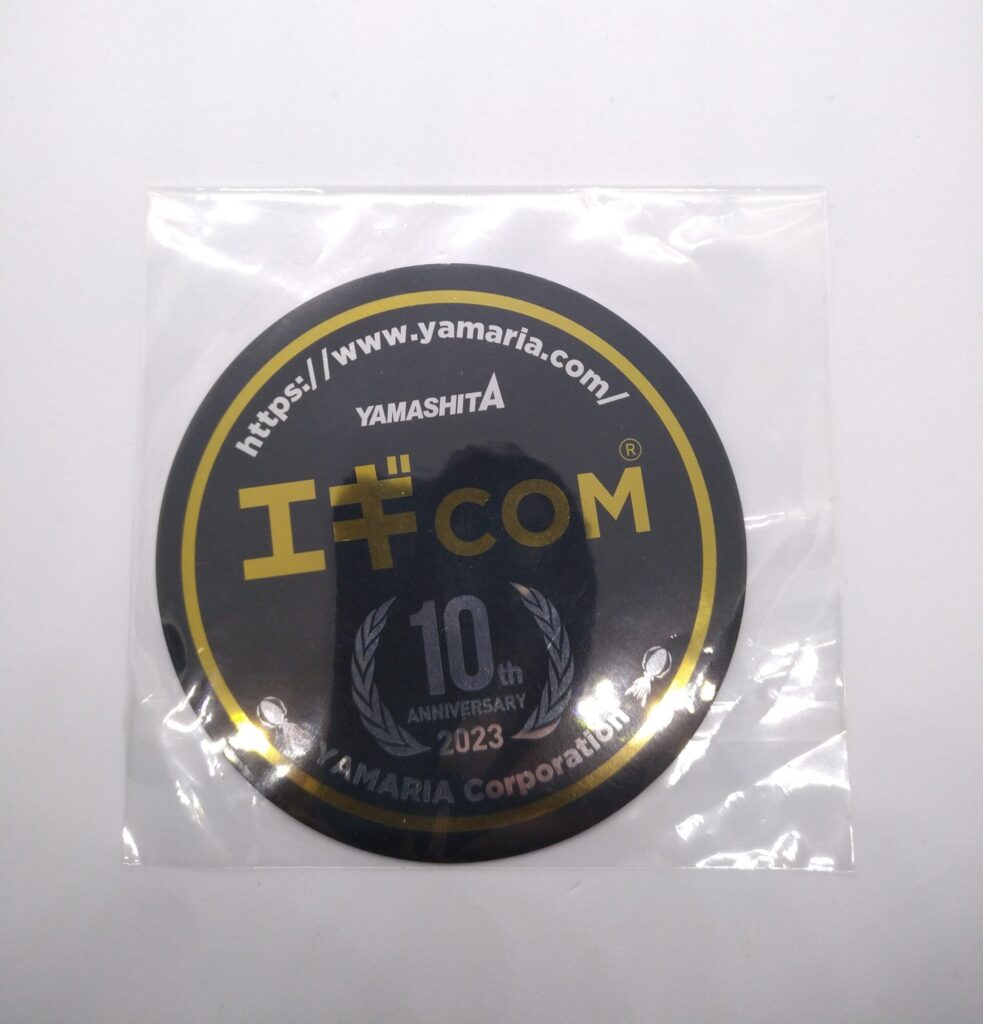 https://www.yamaria.com/
YAMASHITA
エギCOM®
10th
ANNIVERSARY
2023
YAMARIA Corporation